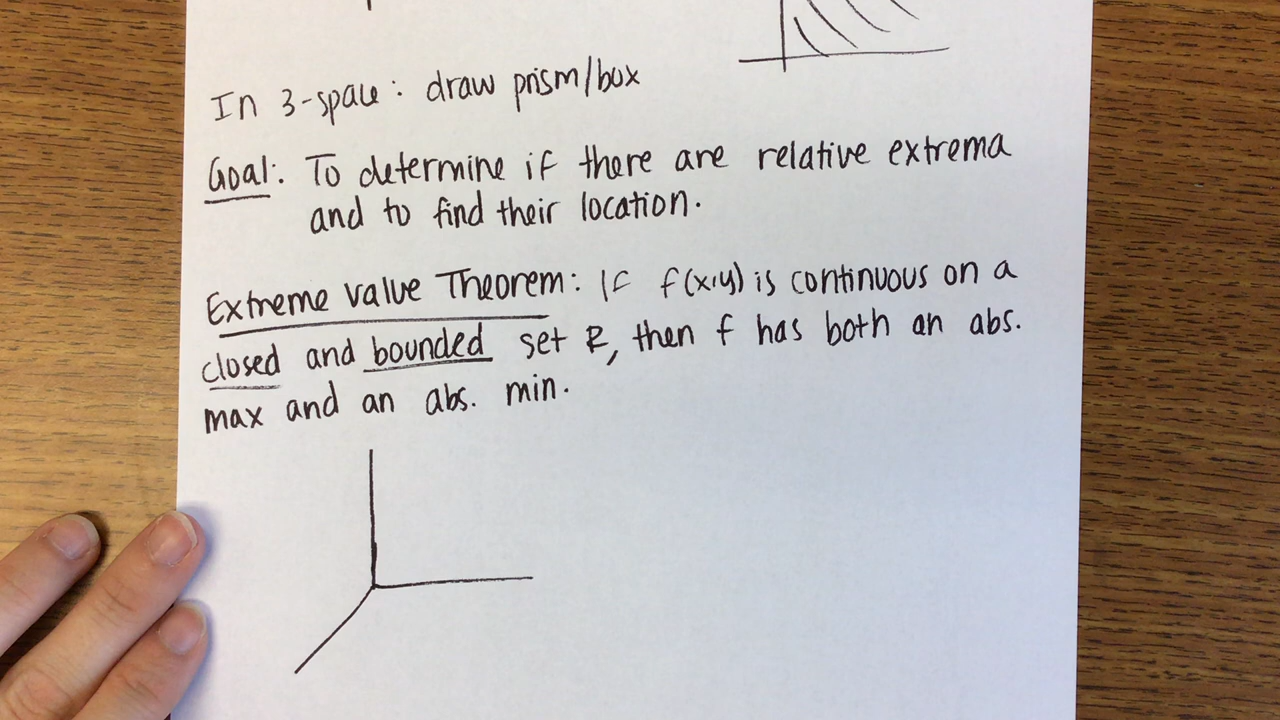 In 3-space: draw prism/box
Goal: To determine if there are relative extrema
and to find their location.
Extreme value Theorem: If f(x,y) is continuous on a
closed and bounded set R, then f has both an abs.
max and an abs. min.